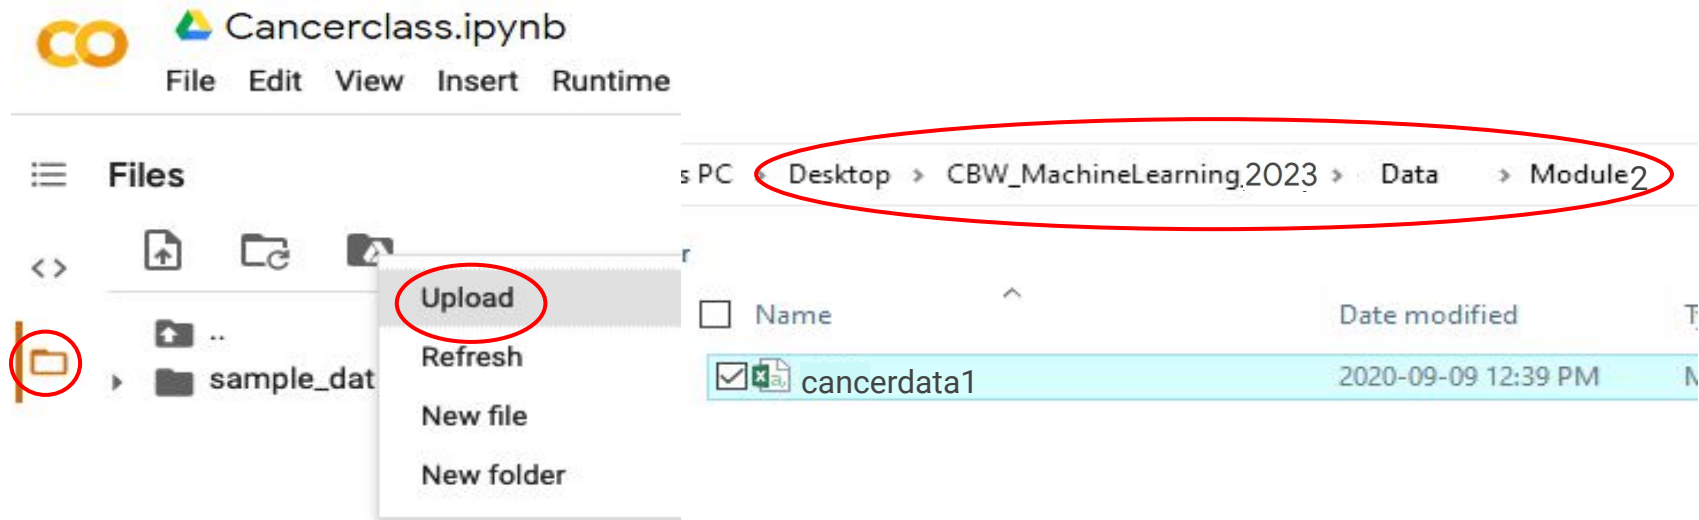 CO Cancerclass.ipynb
File Edit View Insert Runtime
Files
<>
..
sample_dat
Upload
Refresh
New file
New folder
s PC > Desktop > CBW_MachineLearning_2023 > Data > Module2
r
Name Date modified
cancerdata1 2020-09-09 12:39 PM